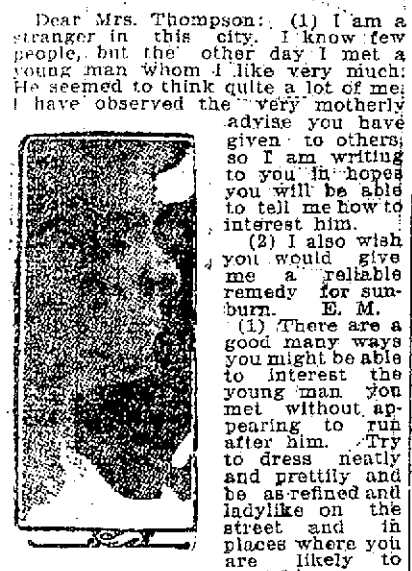 Dear Mrs. Thompson: (1) I am a
stranger in this city. I know few
people, but the other day I met a
young man whom I like very much.
He seemed to think quite a lot of me.
I have observed the very motherly
advise you have
given to others,
so I am writing
to you in hopes
you will be able
to tell me how to
interest him.
(2) I also wish
you would give
me a reliable
remedy for sun-
burn. E. M.
(1) There are a
good many ways
you might be able
to interest the
young man you
met without ap-
pearing to run
after him. Try
to dress neatly
and prettily and
be as refined and
ladylike on the
street and in
places where you
are likely to